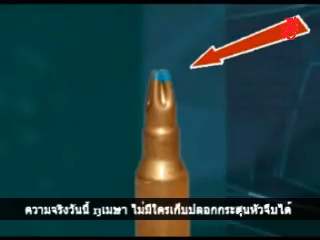 ความจริงวันนี้ 13เมษา ไม่มีใครเก็บปลอกกระสุนหัวจีบได้